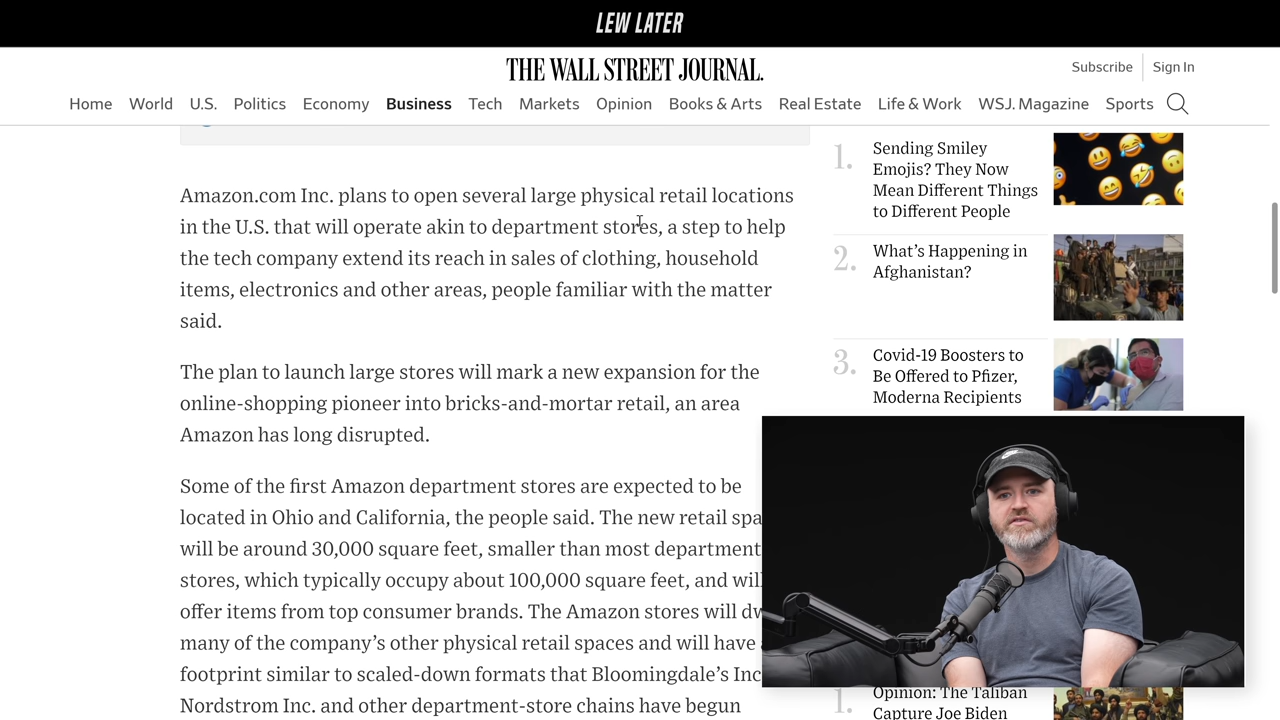 LEW LATER
THE WALL STREET JOURNAL.
Subscribe
Sign In
Home World U.S. Politics Economy Business Tech Markets Opinion Books & Arts Real Estate Life & Work WSJ. Magazine Sports
Amazon.com Inc. plans to open several large physical retail locations
in the U.S. that will operate akin to department stores, a step to help
the tech company extend its reach in sales of clothing, household
items, electronics and other areas, people familiar with the matter
said.
The plan to launch large stores will mark a new expansion for the
online-shopping pioneer into bricks-and-mortar retail, an area
Amazon has long disrupted.
Some of the first Amazon department stores are expected to be
located in Ohio and California, the people said. The new retail
will be around 30,000 square feet, smaller than most department
stores, which typically occupy about 100,000 square feet, and will
offer items from top consumer brands. The Amazon stores will
many of the company's other physical retail spaces and will have
footprint similar to scaled-down formats that Bloomingdale's Inc
Nordstrom Inc. and other department-store chains have begun
1.
Sending Smiley
Emojis? They Now
Mean Different Things
to Different People
2.
What's Happening in
Afghanistan?
3.
Covid-19 Boosters to
Be Offered to Pfizer,
Moderna Recipients
1.
Opinion: The Taliban
Capture Joe Biden